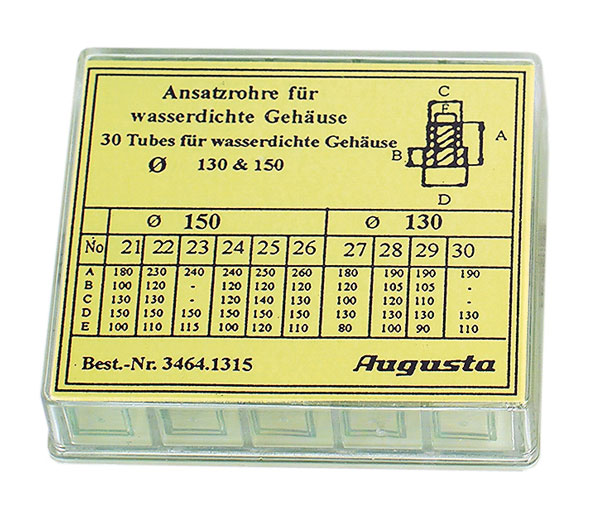 Ansatzrohre für
wasserdichte Gehäuse
30 Tubes für wasserdichte Gehäuse
Ø 130 & 150
C
F
A
B
D
Ø 150 Ø 130
No 21 22 23 24 25 26 27 28 29 30
A 180 230 240 240 250 260 180 190 190 190
B 100 120 - 120 120 120 120 105 105 -
C 130 130 - 120 140 130 100 120 110 -
D 150 150 150 150 150 150 130 130 130 130
E 100 110 115 100 120 110 80 100 90 110
Best.-Nr. 3464.1315 Augusta